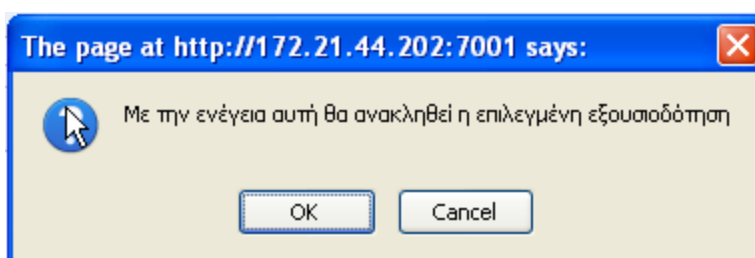 The page at http://172.21.44.202:7001 says:
Με την ενέγεια αυτή θα ανακληθεί η επιλεγμένη εξουσιοδότηση
OK Cancel